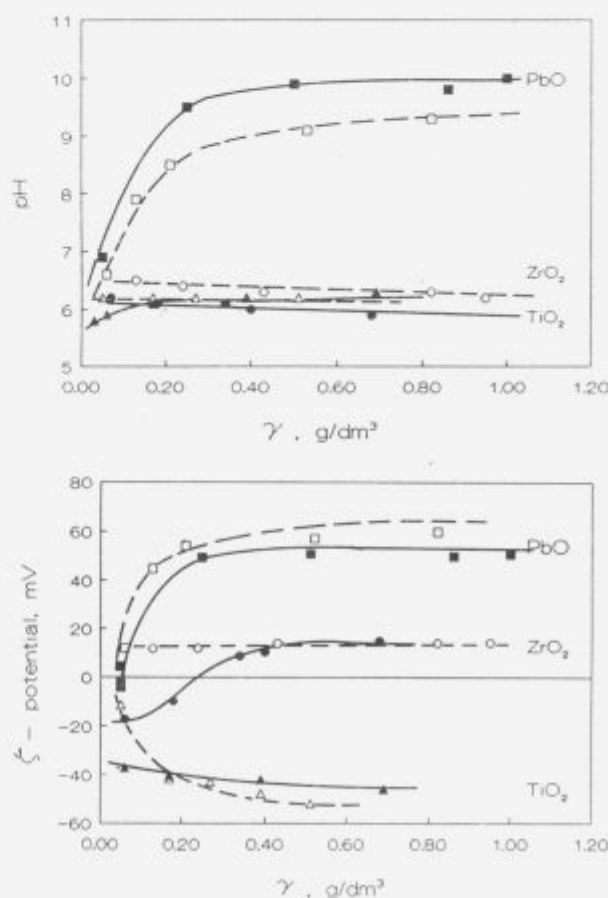 pH
11
10
9
8
7
6
5
PbO
ZrO₂
TiO₂
0.00 0.20 0.40 0.60 0.80 1.00 1.20
γ , g/dm³
ζ - potential, mV
80
60
40
20
0
-20
-40
-60
PbO
ZrO₂
TiO₂
0.00 0.20 0.40 0.60 0.80 1.00 1.20
γ , g/dm³